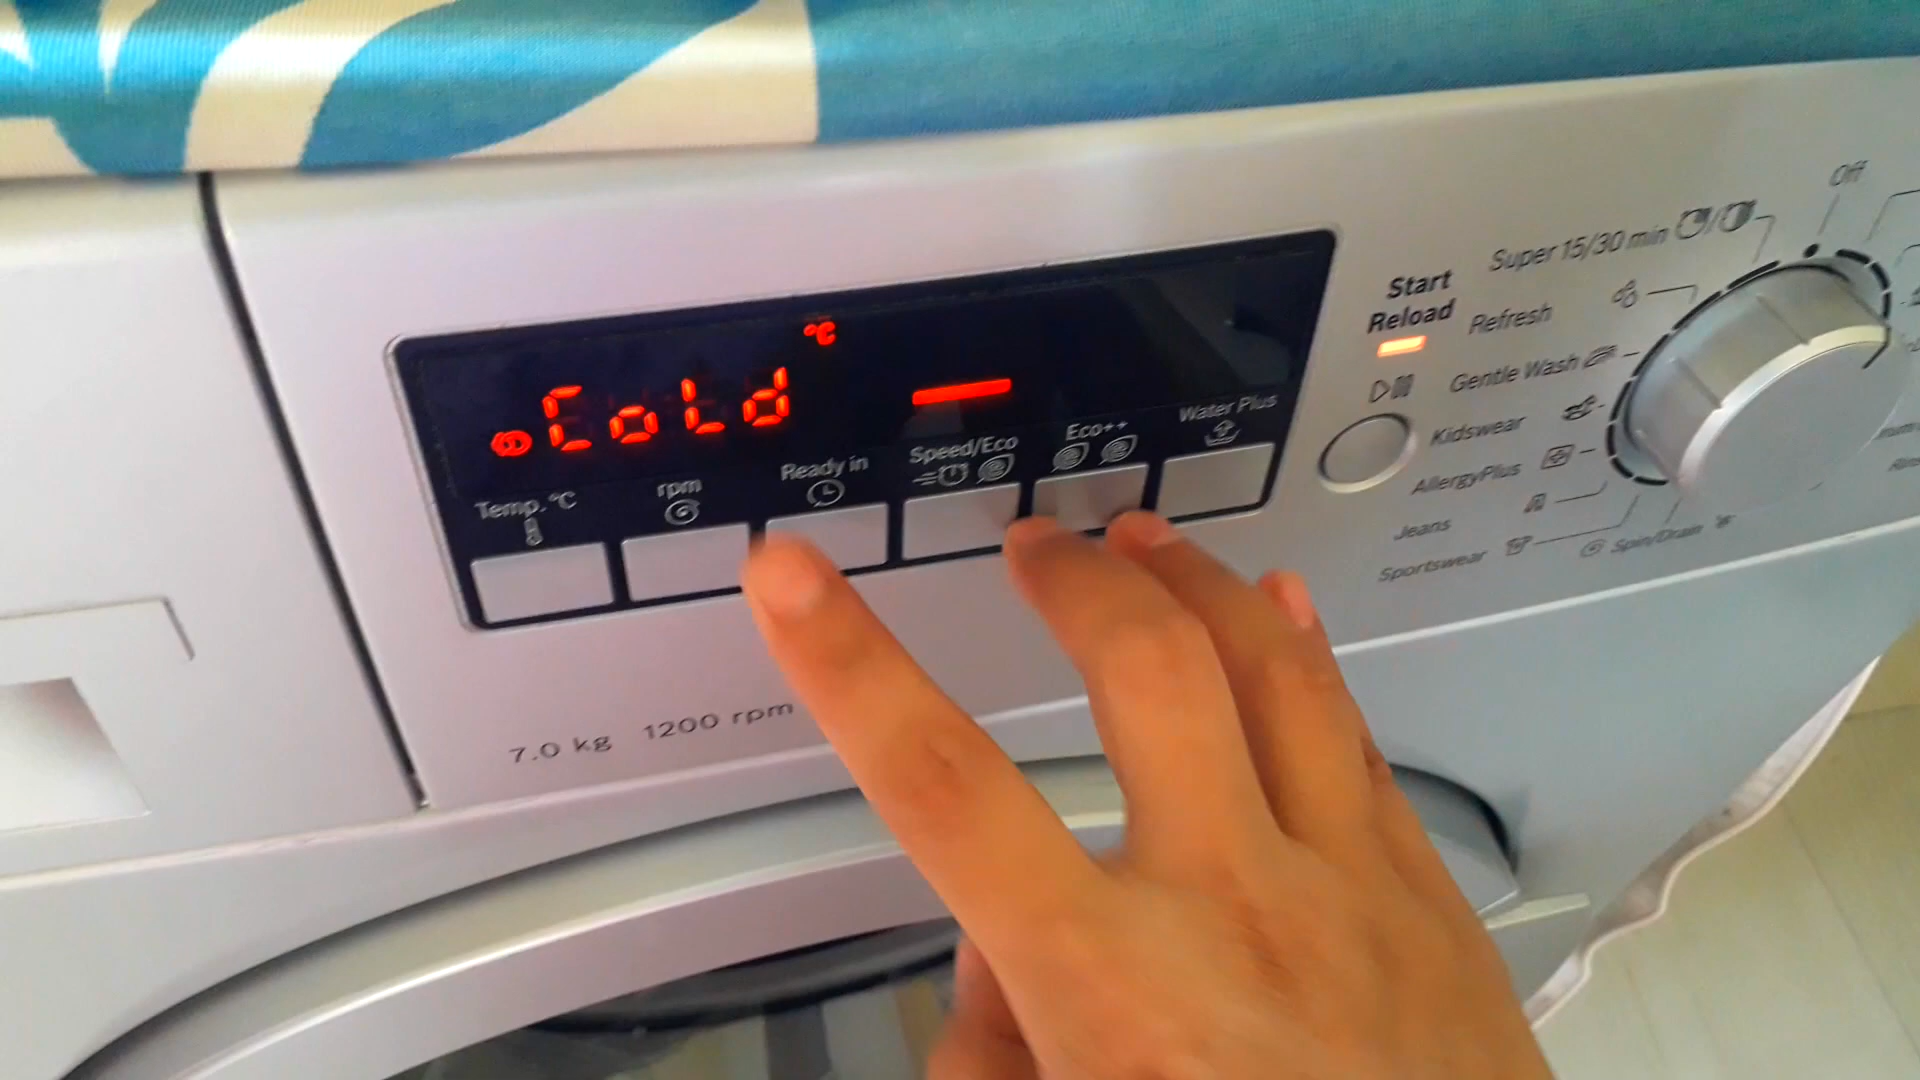 °C
CoLd
Temp. °C
rpm
Ready in
Speed/Eco
Eco++
Water Plus
Start
Reload
Off
Super 15/30 min
Refresh
Gentle Wash
Kidswear
AllergyPlus
Jeans
Sportswear
Spin/Drain
7.0 kg 1200 rpm